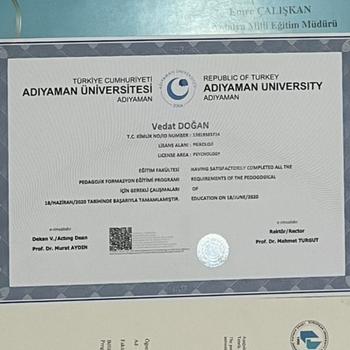 Emre ÇALIŞKAN
Antalya Milli Eğitim Müdürü
TÜRKİYE CUMHURİYETİ
ADIYAMAN ÜNİVERSİTESİ
ADIYAMAN
REPUBLIC OF TURKEY
ADIYAMAN UNIVERSITY
ADIYAMAN
Vedat DOĞAN
T.C. KİMLİK NO/ID NUMBER :
LİSANS ALANI : PSİKOLOJİ
LICENSE AREA : PSYCHOLOGY
EĞİTİM FAKÜLTESİ
PEDAGOJİK FORMASYON EĞİTİMİ PROGRAMI
İÇİN GEREKLİ ÇALIŞMALARI
18/HAZİRAN/2020 TARİHİNDE BAŞARIYLA TAMAMLAMIŞTIR.
HAVING SATISFACTORILY COMPLETED ALL THE
REQUIREMENTS OF THE PEDAGOGICAL
OF
EDUCATION ON 18/JUNE/2020
e-imzalıdır
Dekan V./Acting Dean
Prof. Dr. Murat AYDIN
e-imzalıdır
Rektör/Rector
Prof. Dr. Mehmet TURGUT